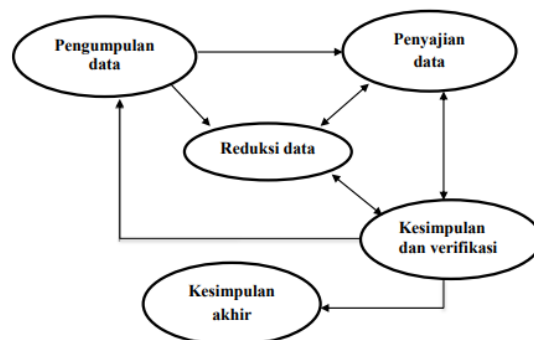 Pengumpulan
data
Penyajian
data
Reduksi data
Kesimpulan
dan verifikasi
Kesimpulan
akhir